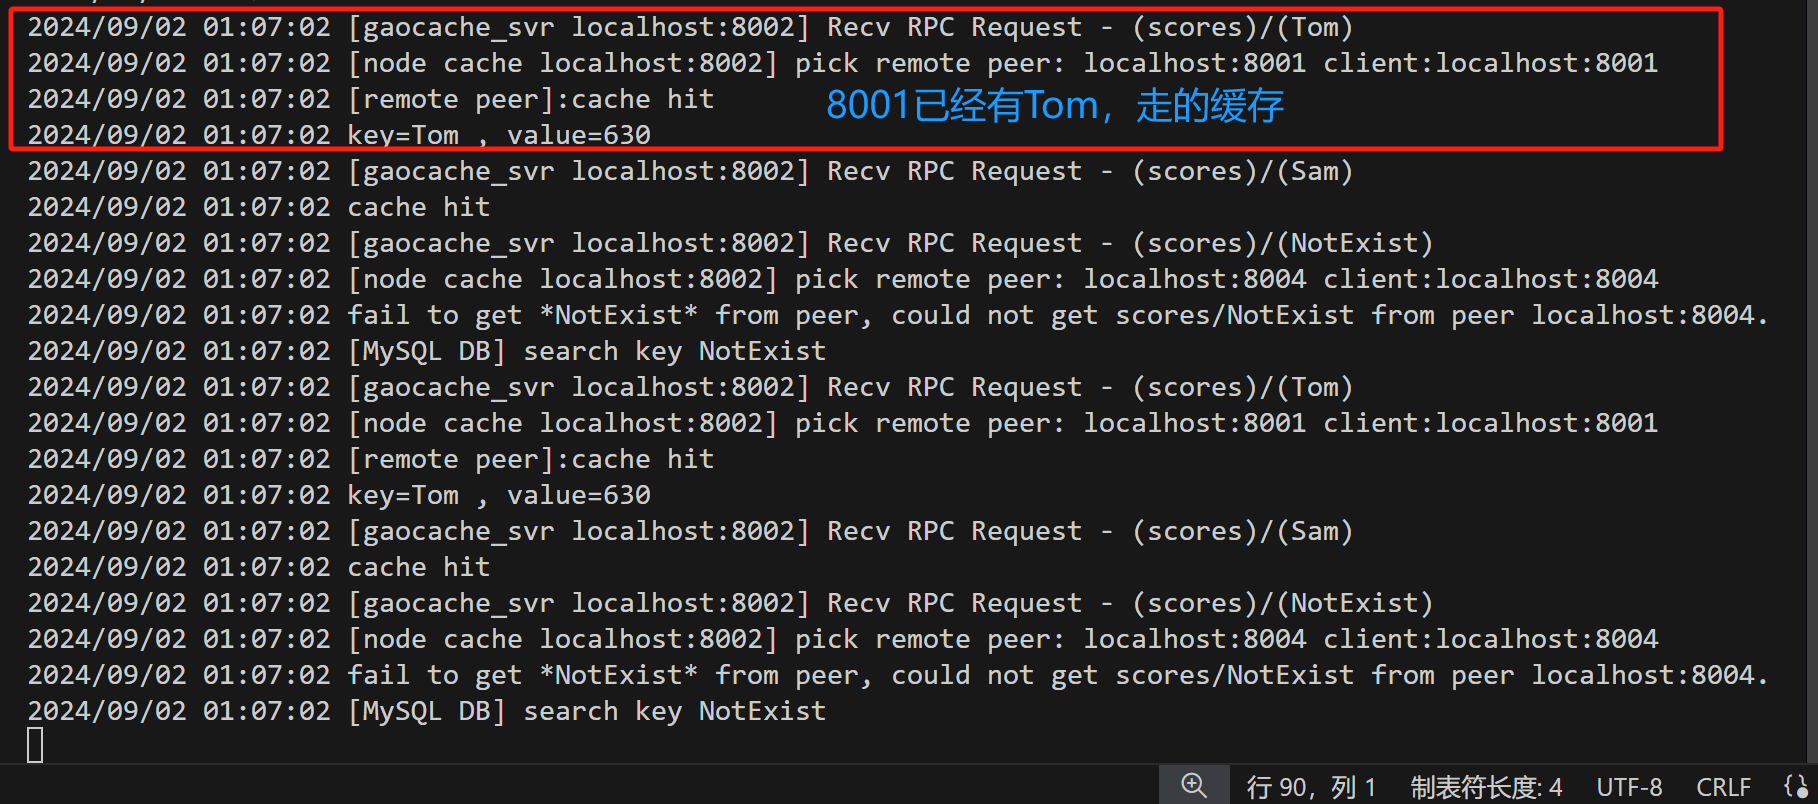 2024/09/02 01:07:02 [gaocache_svr localhost:8002] Recv RPC Request - (scores)/(Tom)
2024/09/02 01:07:02 [node cache localhost:8002] pick remote peer: localhost:8001 client:localhost:8001
2024/09/02 01:07:02 [remote peer]:cache hit
8001已经有Tom，走的缓存
2024/09/02 01:07:02 key=Tom , value=630
2024/09/02 01:07:02 [gaocache_svr localhost:8002] Recv RPC Request - (scores)/(Sam)
2024/09/02 01:07:02 cache hit
2024/09/02 01:07:02 [gaocache_svr localhost:8002] Recv RPC Request - (scores)/(NotExist)
2024/09/02 01:07:02 [node cache localhost:8002] pick remote peer: localhost:8004 client:localhost:8004
2024/09/02 01:07:02 fail to get *NotExist* from peer, could not get scores/NotExist from peer localhost:8004.
2024/09/02 01:07:02 [MySQL DB] search key NotExist
2024/09/02 01:07:02 [gaocache_svr localhost:8002] Recv RPC Request - (scores)/(Tom)
2024/09/02 01:07:02 [node cache localhost:8002] pick remote peer: localhost:8001 client:localhost:8001
2024/09/02 01:07:02 [remote peer]:cache hit
2024/09/02 01:07:02 key=Tom , value=630
2024/09/02 01:07:02 [gaocache_svr localhost:8002] Recv RPC Request - (scores)/(Sam)
2024/09/02 01:07:02 cache hit
2024/09/02 01:07:02 [gaocache_svr localhost:8002] Recv RPC Request - (scores)/(NotExist)
2024/09/02 01:07:02 [node cache localhost:8002] pick remote peer: localhost:8004 client:localhost:8004
2024/09/02 01:07:02 fail to get *NotExist* from peer, could not get scores/NotExist from peer localhost:8004.
2024/09/02 01:07:02 [MySQL DB] search key NotExist
行 90，列 1 制表符长度: 4 UTF-8 CRLF